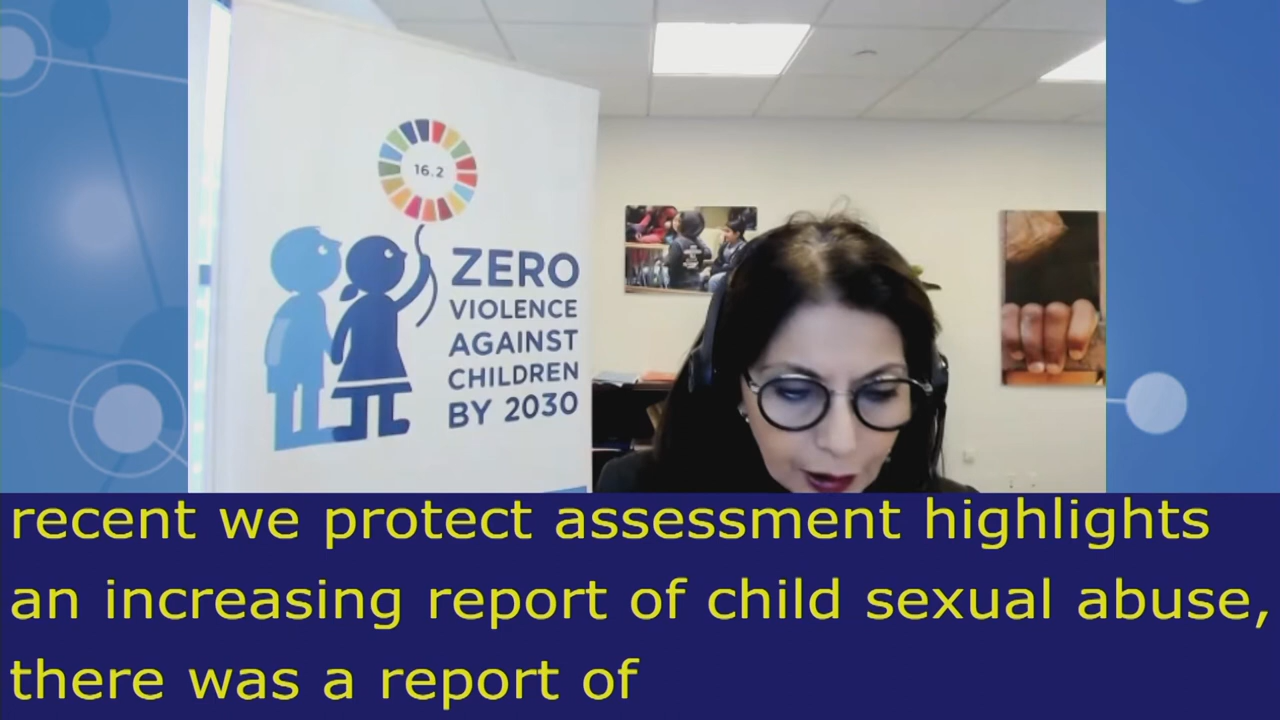 16.2
ZERO
VIOLENCE
AGAINST
CHILDREN
BY 2030
recent we protect assessment highlights
an increasing report of child sexual abuse,
there was a report of